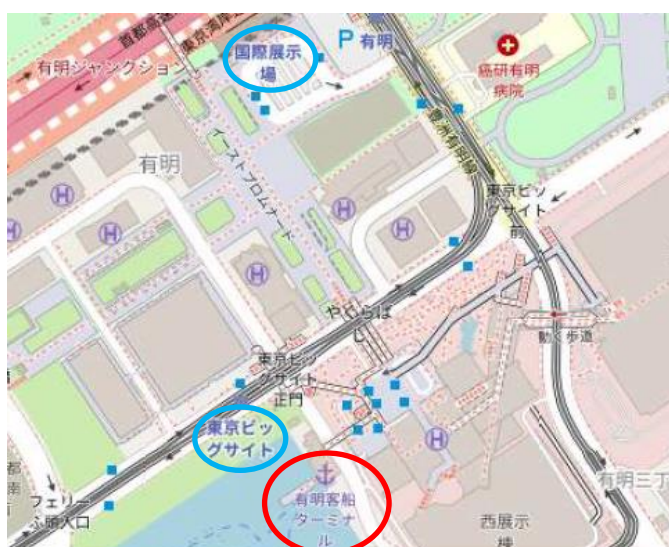 首都高速
東京湾岸
国際展示
場
P 有明
有明ジャンクション
癌研有明
病院
豊洲有明線
有明
イーストプロムナード
東京ビッ
グサイト
前
H
H
H
H
H
やぐらば
し
動く歩道
東京ビッ
グサイト
正門
東京ビッ
グサイト
H
有明三丁
フェリー
ふ頭入口
有明客船
ターミナ
ル
西展示
棟